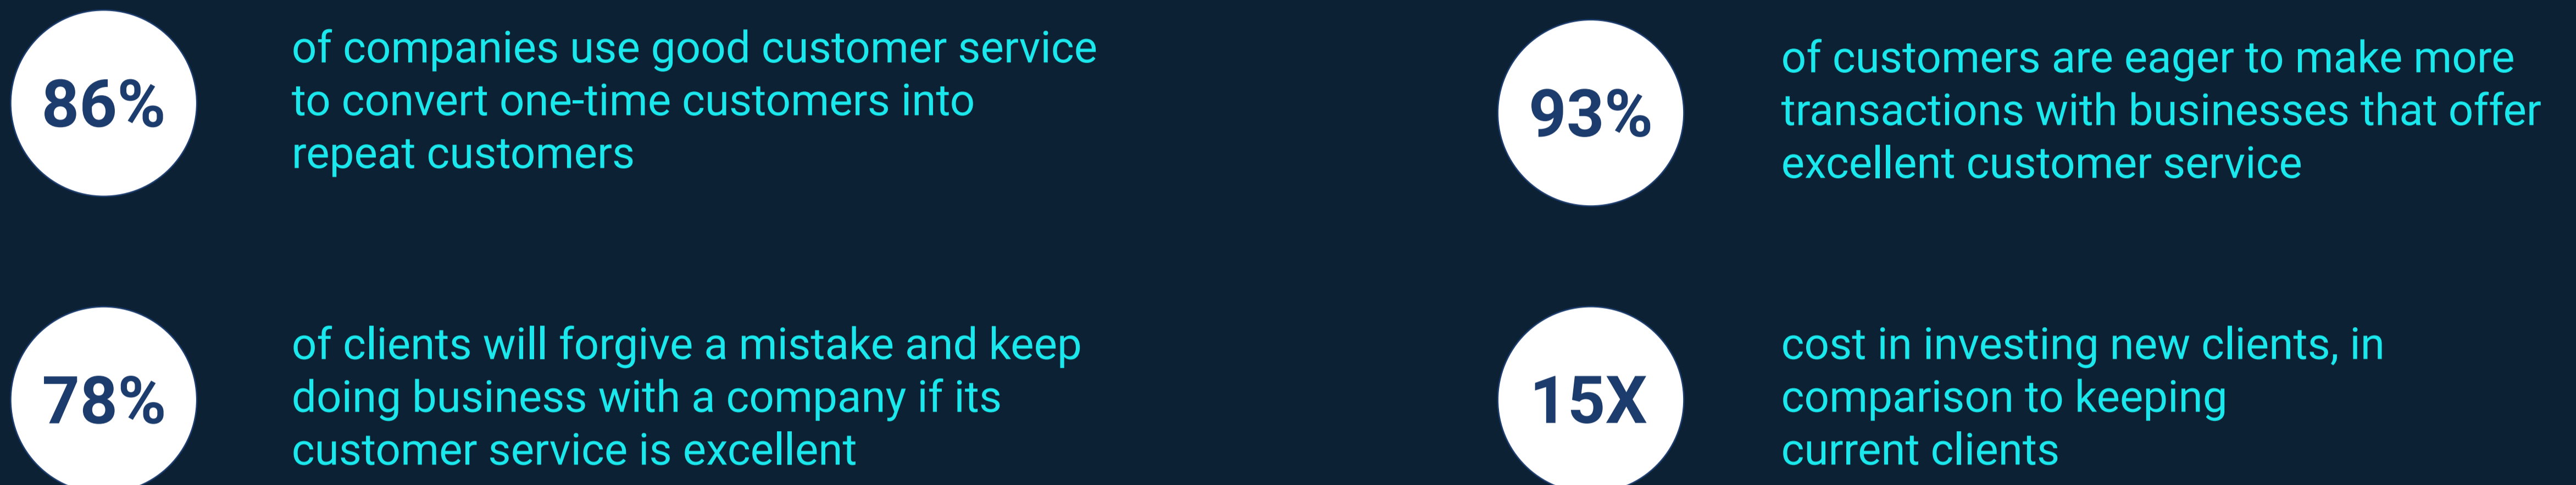 86%
of companies use good customer service
to convert one-time customers into
repeat customers
93%
of customers are eager to make more
transactions with businesses that offer
excellent customer service
78%
of clients will forgive a mistake and keep
doing business with a company if its
customer service is excellent
15X
cost in investing new clients, in
comparison to keeping
current clients